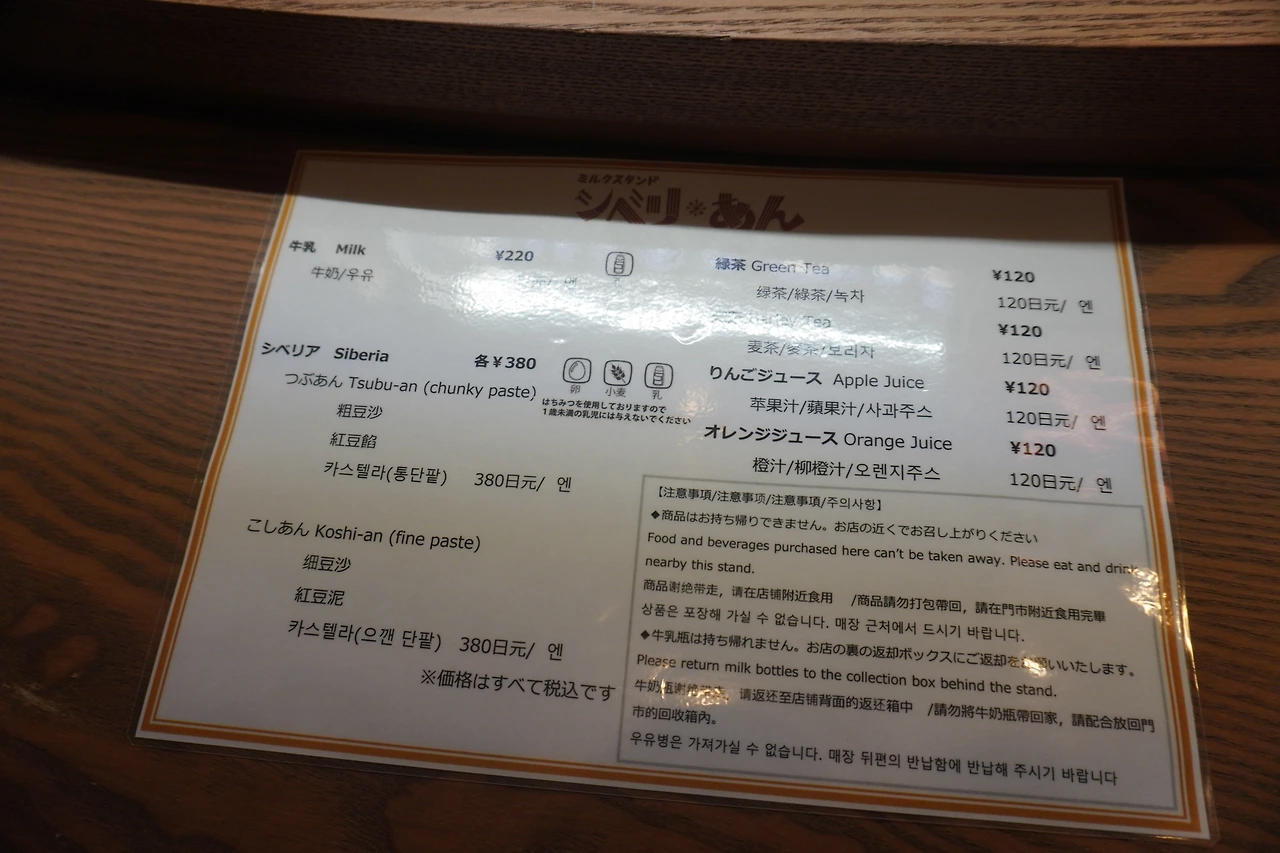 ミルクスタンド
シベリ※あん
牛乳 Milk ¥220
牛奶/우유
乳
シベリア Siberia 各¥380
卵 小麦 乳
はちみつを使用しておりますので
1歳未満の乳児には与えないでください
つぶあん Tsubu-an (chunky paste)
粗豆沙
紅豆餡
카스텔라(통단팥) 380日元/ 엔
こしあん Koshi-an (fine paste)
细豆沙
紅豆泥
카스텔라(으깬 단팥) 380日元/ 엔
※価格はすべて税込です
緑茶 Green Tea ¥120
绿茶/綠茶/녹차 120日元/ 엔
Barley Tea ¥120
麦茶/麥茶/보리차 120日元/ 엔
りんごジュース Apple Juice ¥120
苹果汁/蘋果汁/사과주스 120日元/ 엔
オレンジジュース Orange Juice ¥120
橙汁/柳橙汁/오렌지주스 120日元/ 엔
【注意事項/注意事项/注意事項/주의사항】
◆商品はお持ち帰りできません。お店の近くでお召し上がりください
Food and beverages purchased here can't be taken away. Please eat and drink
nearby this stand.
商品谢绝带走，请在店铺附近食用 /商品請勿打包帶回，請在門市附近食用完畢
상품은 포장해 가실 수 없습니다. 매장 근처에서 드시기 바랍니다.
◆牛乳瓶は持ち帰れません。お店の裏の返却ボックスにご返却をお願いいたします。
Please return milk bottles to the collection box behind the stand.
牛奶瓶谢绝带走，请返还至店铺背面的返还箱中 /請勿將牛奶瓶帶回家，請配合放回門
市的回收箱內。
우유병은 가져가실 수 없습니다. 매장 뒤편의 반납함에 반납해 주시기 바랍니다